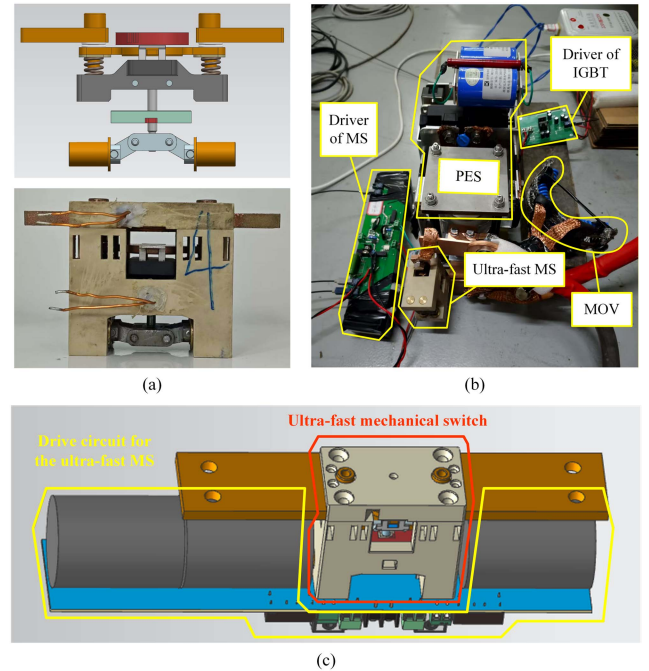 (a)
Driver of
IGBT
Driver
of MS
PES
Ultra-fast MS
MOV
(b)
Ultra-fast mechanical switch
Drive circuit for
the ultra-fast MS
(c)